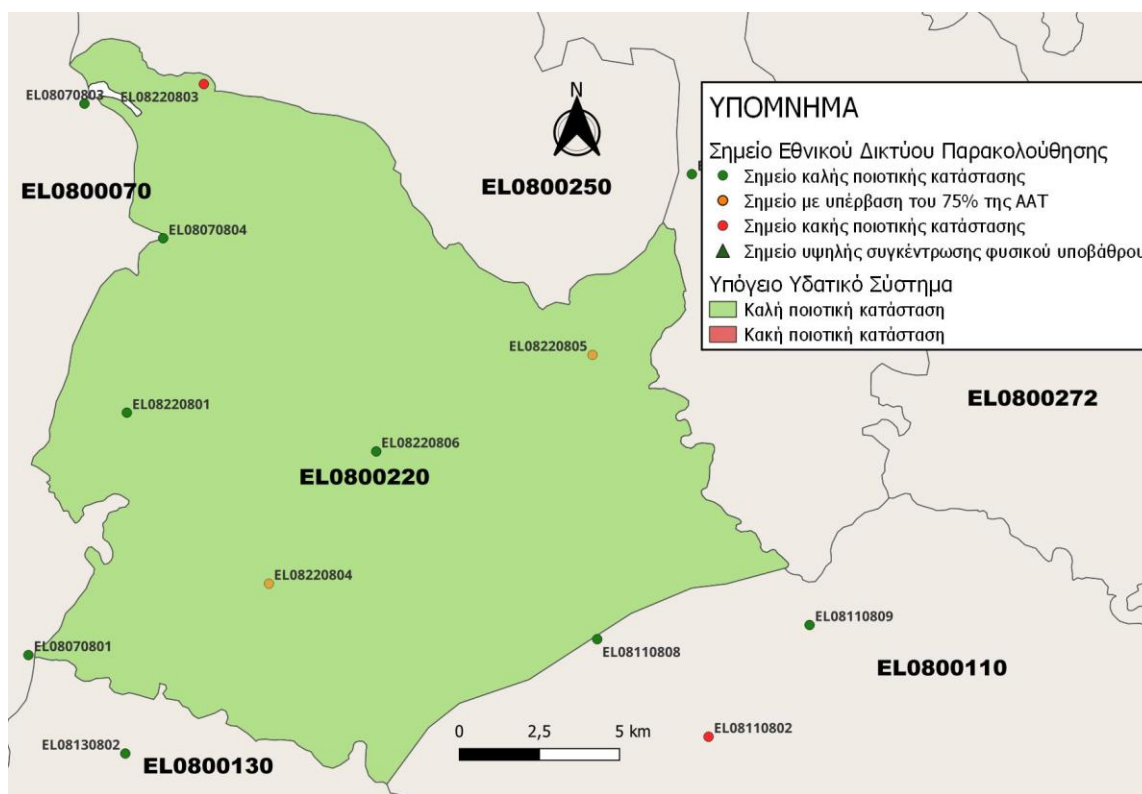 EL08070803
EL08220803
N
EL0800070
EL0800250
EL08070804
ΥΠΟΜΝΗΜΑ
Σημείο Εθνικού Δικτύου Παρακολούθησης
Σημείο καλής ποιοτικής κατάστασης
Σημείο με υπέρβαση του 75% της ΑΑΤ
Σημείο κακής ποιοτικής κατάστασης
Σημείο υψηλής συγκέντρωσης φυσικού υποβάθρου
Υπόγειο Υδατικό Σύστημα
Καλή ποιοτική κατάσταση
Κακή ποιοτική κατάσταση
EL08220805
EL0800272
EL08220801
EL08220806
EL0800220
EL08220804
EL08110809
EL08070801
EL08110808
EL0800110
0 2,5 5 km
EL08110802
EL08130802
EL0800130